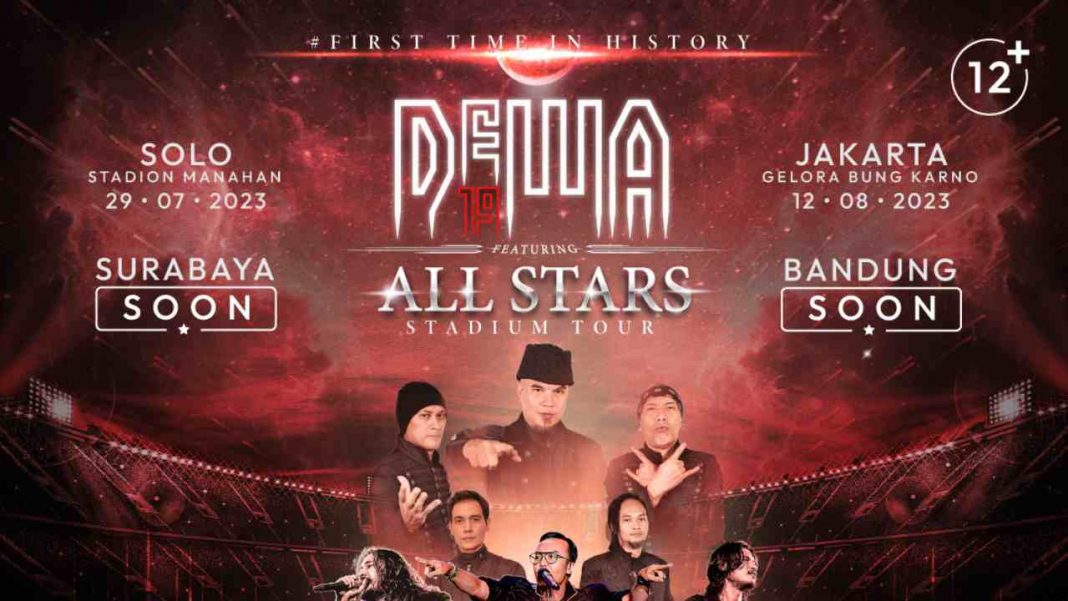 #FIRST TIME IN HISTORY
12+
DEWA
19
FEATURING
ALL STARS
STADIUM TOUR
SOLO
STADION MANAHAN
29 • 07 • 2023
SURABAYA
SOON
JAKARTA
GELORA BUNG KARNO
12 • 08 • 2023
BANDUNG
SOON